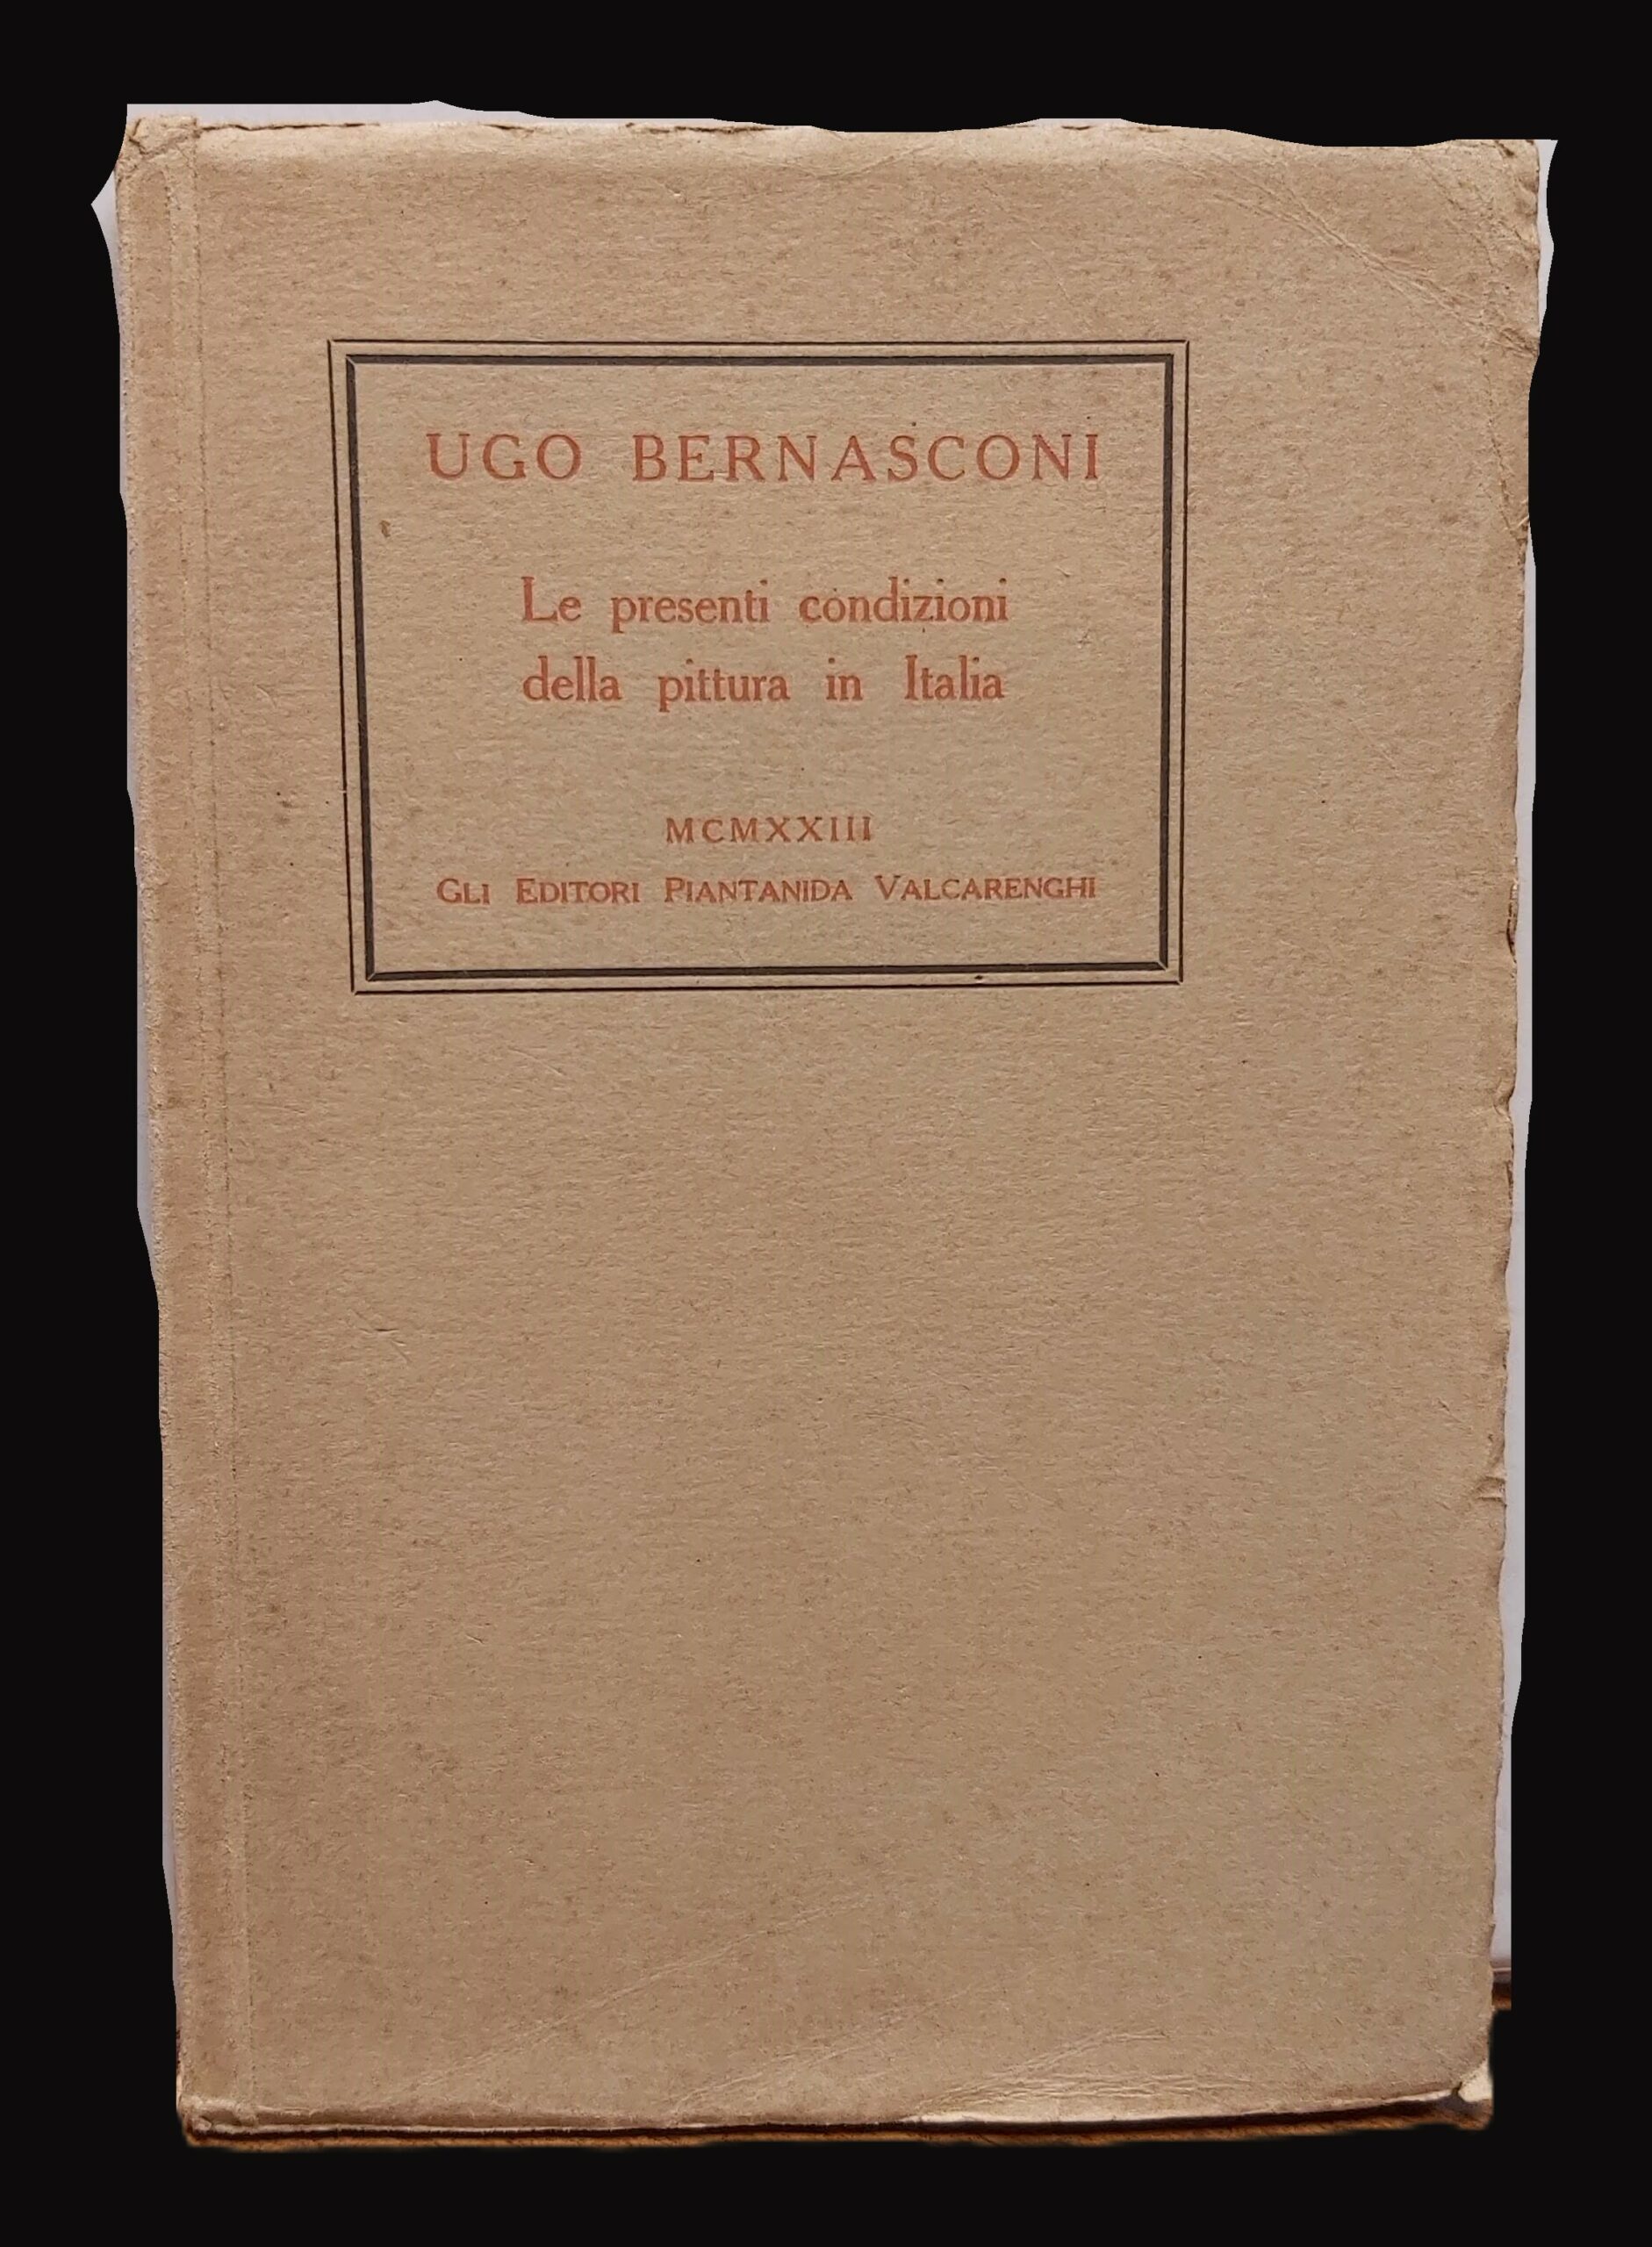 UGO BERNASCONI
Le presenti condizioni
della pittura in Italia
MCMXXIII
GLI EDITORI PIANTANIDA VALCARENGHI